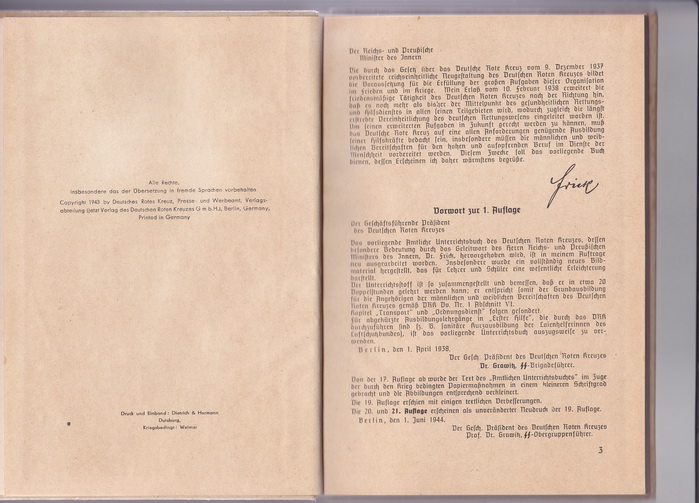 Alle Rechte,
insbesondere das der Übersetzung in fremde Sprachen vorbehalten
Copyright 1943 by Deutsches Rotes Kreuz, Presse- und Werbeamt, Verlags-
abteilung (jetzt Verlag des Deutschen Roten Kreuzes G.m.b.H.), Berlin, Germany,
Printed in Germany
Druck und Einband: Dietrich & Hermann
Duisburg,
Kriegsbedingt: Weimar
Der Reichs- und Preußische
Minister des Innern
Die durch das Gesetz über das Deutsche Rote Kreuz vom 9. Dezember 1937
vorbereitete reichseinheitliche Neugestaltung des Deutschen Roten Kreuzes bildet
die Voraussetzung für die Erfüllung der großen Aufgaben dieser Organisation
im Frieden und im Kriege. Mein Erlaß vom 10. Februar 1938 erweitert die
friedensmäßige Tätigkeit des Deutschen Roten Kreuzes nach der Richtung hin,
daß es noch mehr als bisher der Mittelpunkt des gesundheitlichen Rettungs-
und Hilfsdienstes in allen seinen Teilgebieten wird, wodurch zugleich die längst
erstrebte Vereinheitlichung des deutschen Rettungswesens eingeleitet worden ist.
Um seinen erweiterten Aufgaben in Zukunft gerecht werden zu können, muß
das Deutsche Rote Kreuz auf eine allen Anforderungen genügende Ausbildung
seiner Hilfskräfte bedacht sein, insbesondere müssen die männlichen und weib-
lichen Bereitschaften für den hohen und aufopfernden Beruf im Dienste der
Menschheit vorbereitet werden. Diesem Zwecke soll das vorliegende Buch
dienen, dessen Erscheinen ich daher wärmstens begrüße.
Frick
Vorwort zur 1. Auflage
Der Geschäftsführende Präsident
des Deutschen Roten Kreuzes
Das vorliegende Amtliche Unterrichtsbuch des Deutschen Roten Kreuzes, dessen
besondere Bedeutung durch das Geleitwort des Herrn Reichs- und Preußischen
Ministers des Innern, Dr. Frick, hervorgehoben wird, ist in meinem Auftrage
neu ausgearbeitet worden. Insbesondere wurde ein vollständig neues Bild-
material hergestellt, das für Lehrer und Schüler eine wesentliche Erleichterung
darstellt.
Der Unterrichtsstoff ist so zusammengestellt und bemessen, daß er in etwa 20
Doppelstunden gelehrt werden kann; er entspricht somit der Grundausbildung
für die Angehörigen der männlichen und weiblichen Bereitschaften des Deutschen
Roten Kreuzes gemäß DRK Dv. Nr. 1 Abschnitt VI.
Kapitel „Transport“ und „Ordnungsdienst“ folgen gesondert
für abgekürzte Ausbildungslehrgänge in „Erster Hilfe“, die durch das DRK
durchzuführen sind (z. B. sanitäre Kurzausbildung der Laienhelferinnen des
Luftschutzbundes), ist das vorliegende Unterrichtsbuch auszugsweise zu ver-
wenden.
Berlin, den 1. April 1938.
Der Gesch. Präsident des Deutschen Roten Kreuzes
Dr. Grawitz, SS-Brigadeführer.
Von der 17. Auflage ab wurde der Text des „Amtlichen Unterrichtsbuches“ im Zuge
der durch den Krieg bedingten Papiermaßnahmen in einem kleineren Schriftgrad
gebracht und die Abbildungen entsprechend verkleinert.
Die 19. Auflage erschien mit einigen textlichen Verbesserungen.
Die 20. und 21. Auflage erscheinen als unveränderter Neudruck der 19. Auflage.
Berlin, den 1. Juni 1944.
Der Gesch. Präsident des Deutschen Roten Kreuzes
Prof. Dr. Grawitz, SS-Obergruppenführer.
3